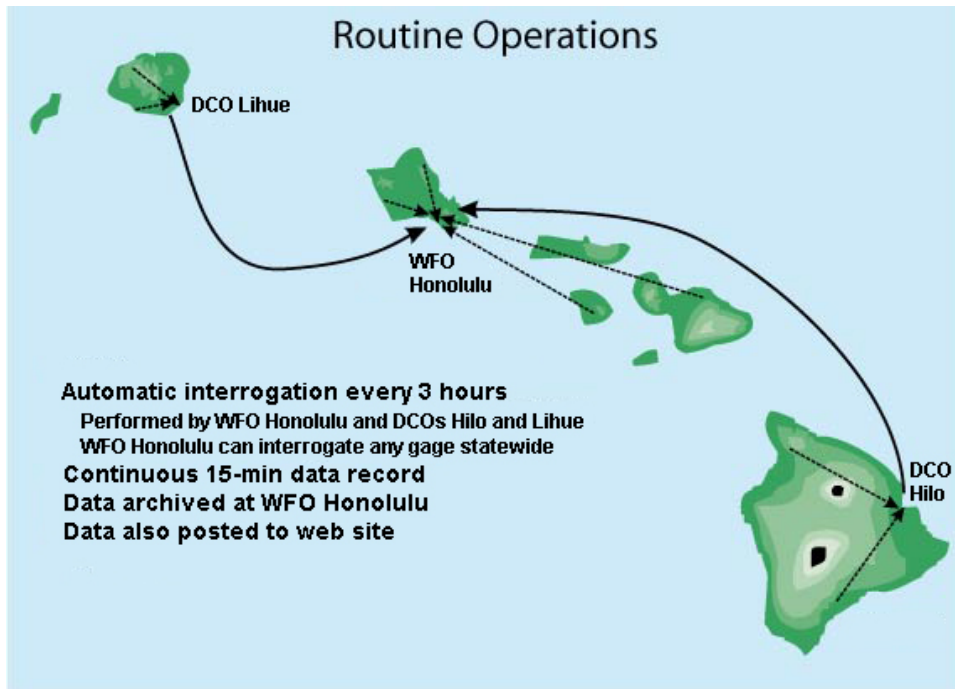 Routine Operations
DCO Lihue
WFO
Honolulu
Automatic interrogation every 3 hours
Performed by WFO Honolulu and DCOs Hilo and Lihue
WFO Honolulu can interrogate any gage statewide
Continuous 15-min data record
Data archived at WFO Honolulu
Data also posted to web site
DCO
Hilo